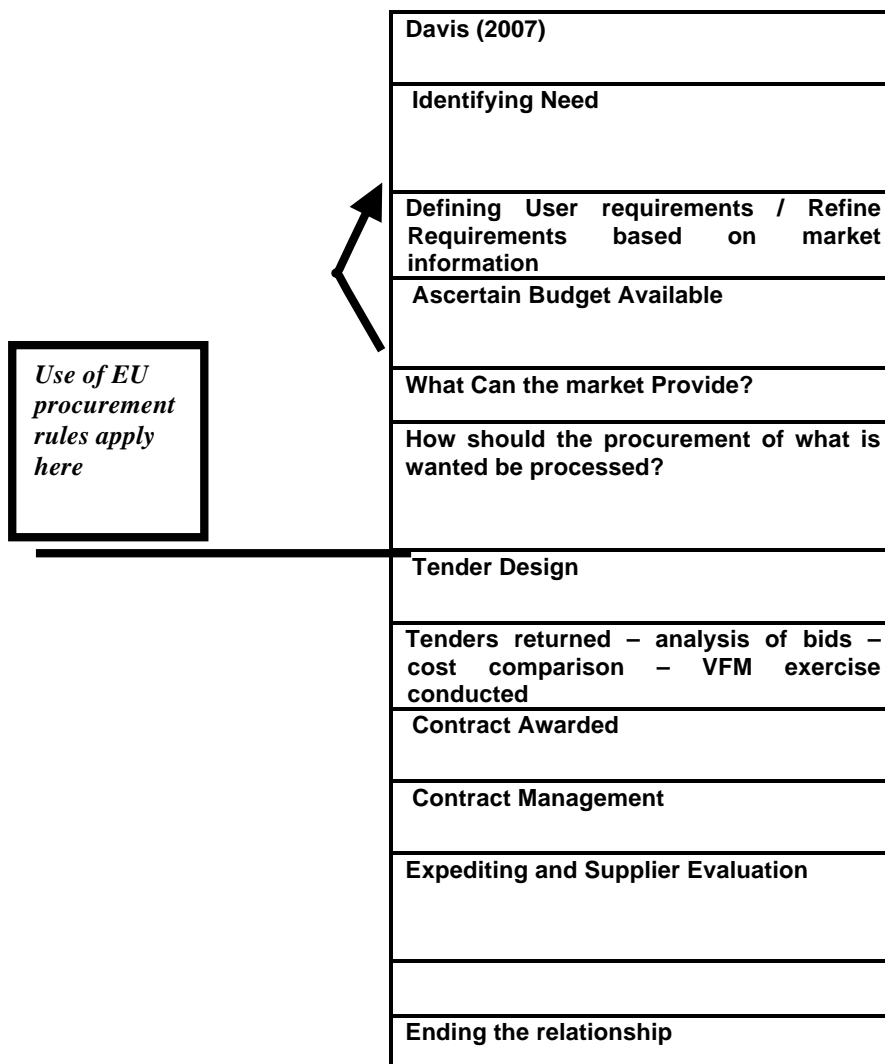 Davis (2007)
Identifying Need
Defining User requirements / Refine
Requirements based on market
information
Ascertain Budget Available
Use of EU
procurement
rules apply
here
What Can the market Provide?
How should the procurement of what is
wanted be processed?
Tender Design
Tenders returned – analysis of bids –
cost comparison – VFM exercise
conducted
Contract Awarded
Contract Management
Expediting and Supplier Evaluation
Ending the relationship